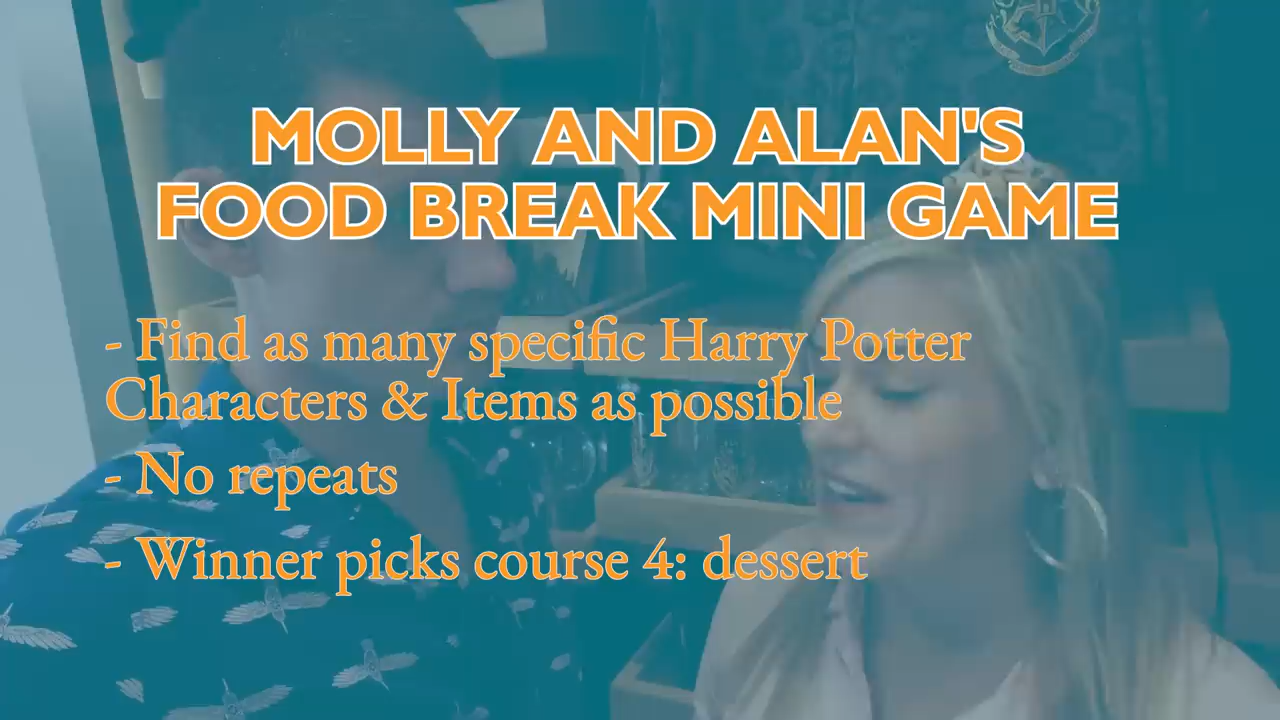 MOLLY AND ALAN'S
FOOD BREAK MINI GAME
- Find as many specific Harry Potter
Characters & Items as possible
- No repeats
- Winner picks course 4: dessert